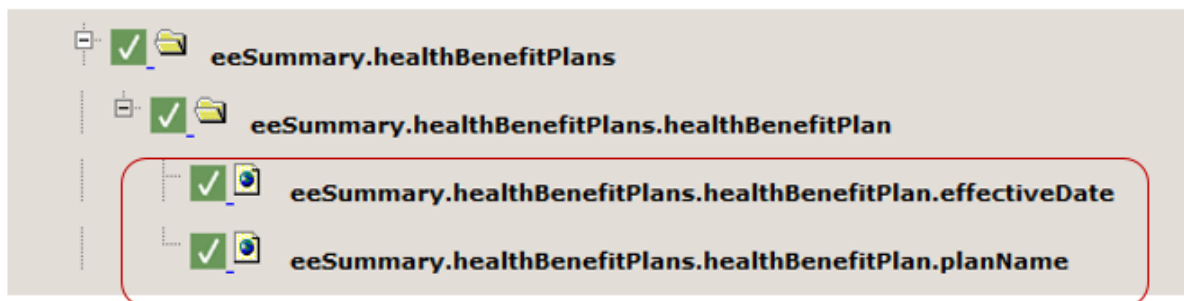 eeSummary.healthBenefitPlans
eeSummary.healthBenefitPlans.healthBenefitPlan
eeSummary.healthBenefitPlans.healthBenefitPlan.effectiveDate
eeSummary.healthBenefitPlans.healthBenefitPlan.planName